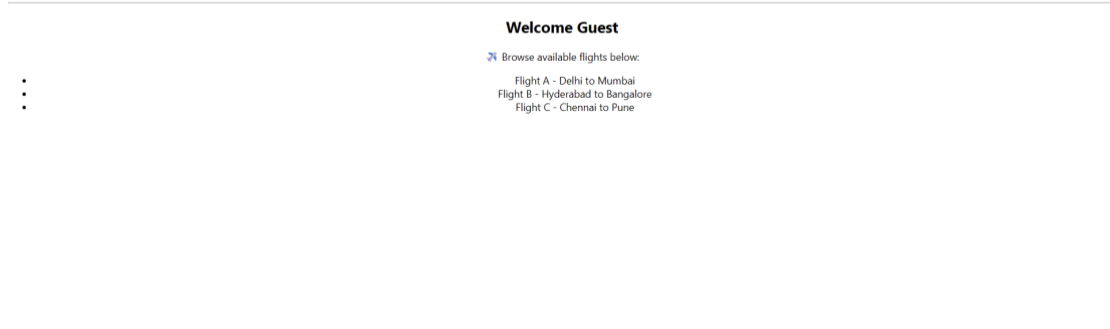 Welcome Guest
✈️ Browse available flights below:
• Flight A - Delhi to Mumbai
• Flight B - Hyderabad to Bangalore
• Flight C - Chennai to Pune